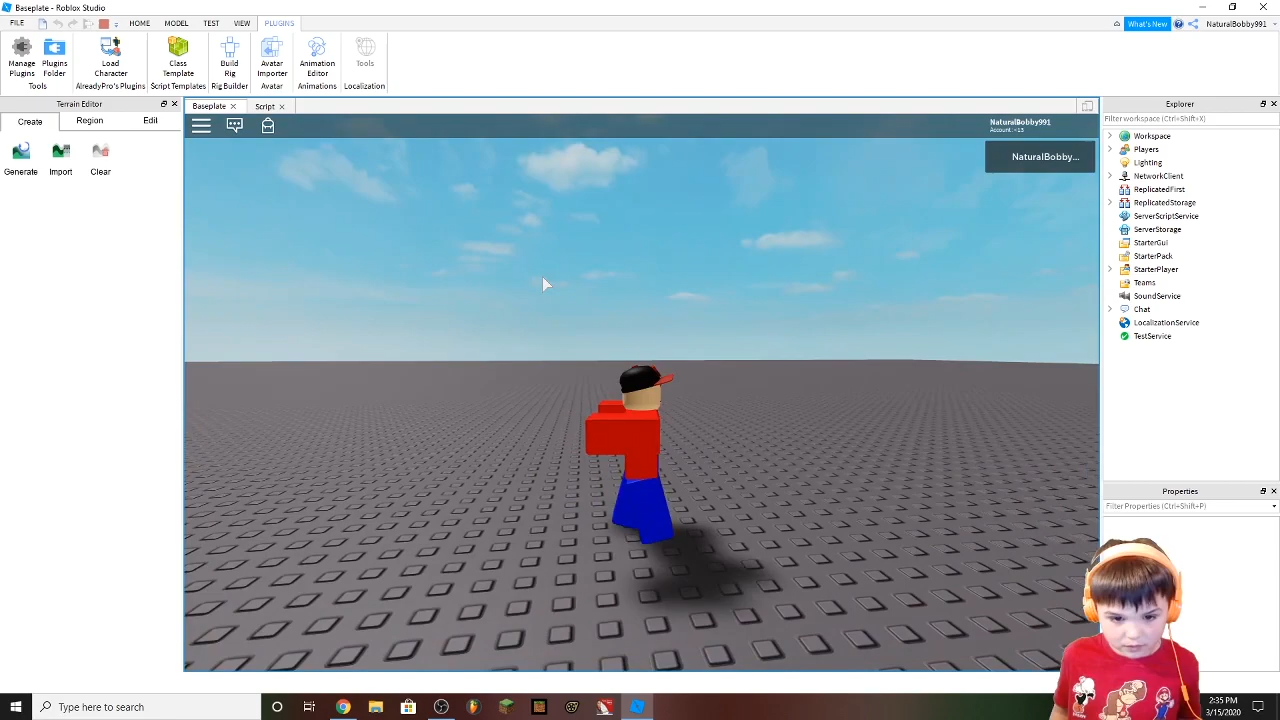 Baseplate - Roblox Studio
FILE HOME MODEL TEST VIEW PLUGINS What's New NaturalBobby991
Manage Plugins Plugins Folder Load Character Class Template Build Rig Avatar Importer Animation Editor Tools
Tools AlreadyPro's Plugins Script Templates Rig Builder Avatar Animations Localization
Terrain Editor
Create Region Edit
Generate Import Clear
Baseplate Script
NaturalBobby991
Account: <13
NaturalBobby...
Explorer
Filter workspace (Ctrl+Shift+X)
Workspace
Players
Lighting
NetworkClient
ReplicatedFirst
ReplicatedStorage
ServerScriptService
ServerStorage
StarterGui
StarterPack
StarterPlayer
Teams
SoundService
Chat
LocalizationService
TestService
Properties
Filter Properties (Ctrl+Shift+P)
Type here to search
2:35 PM
3/15/2020